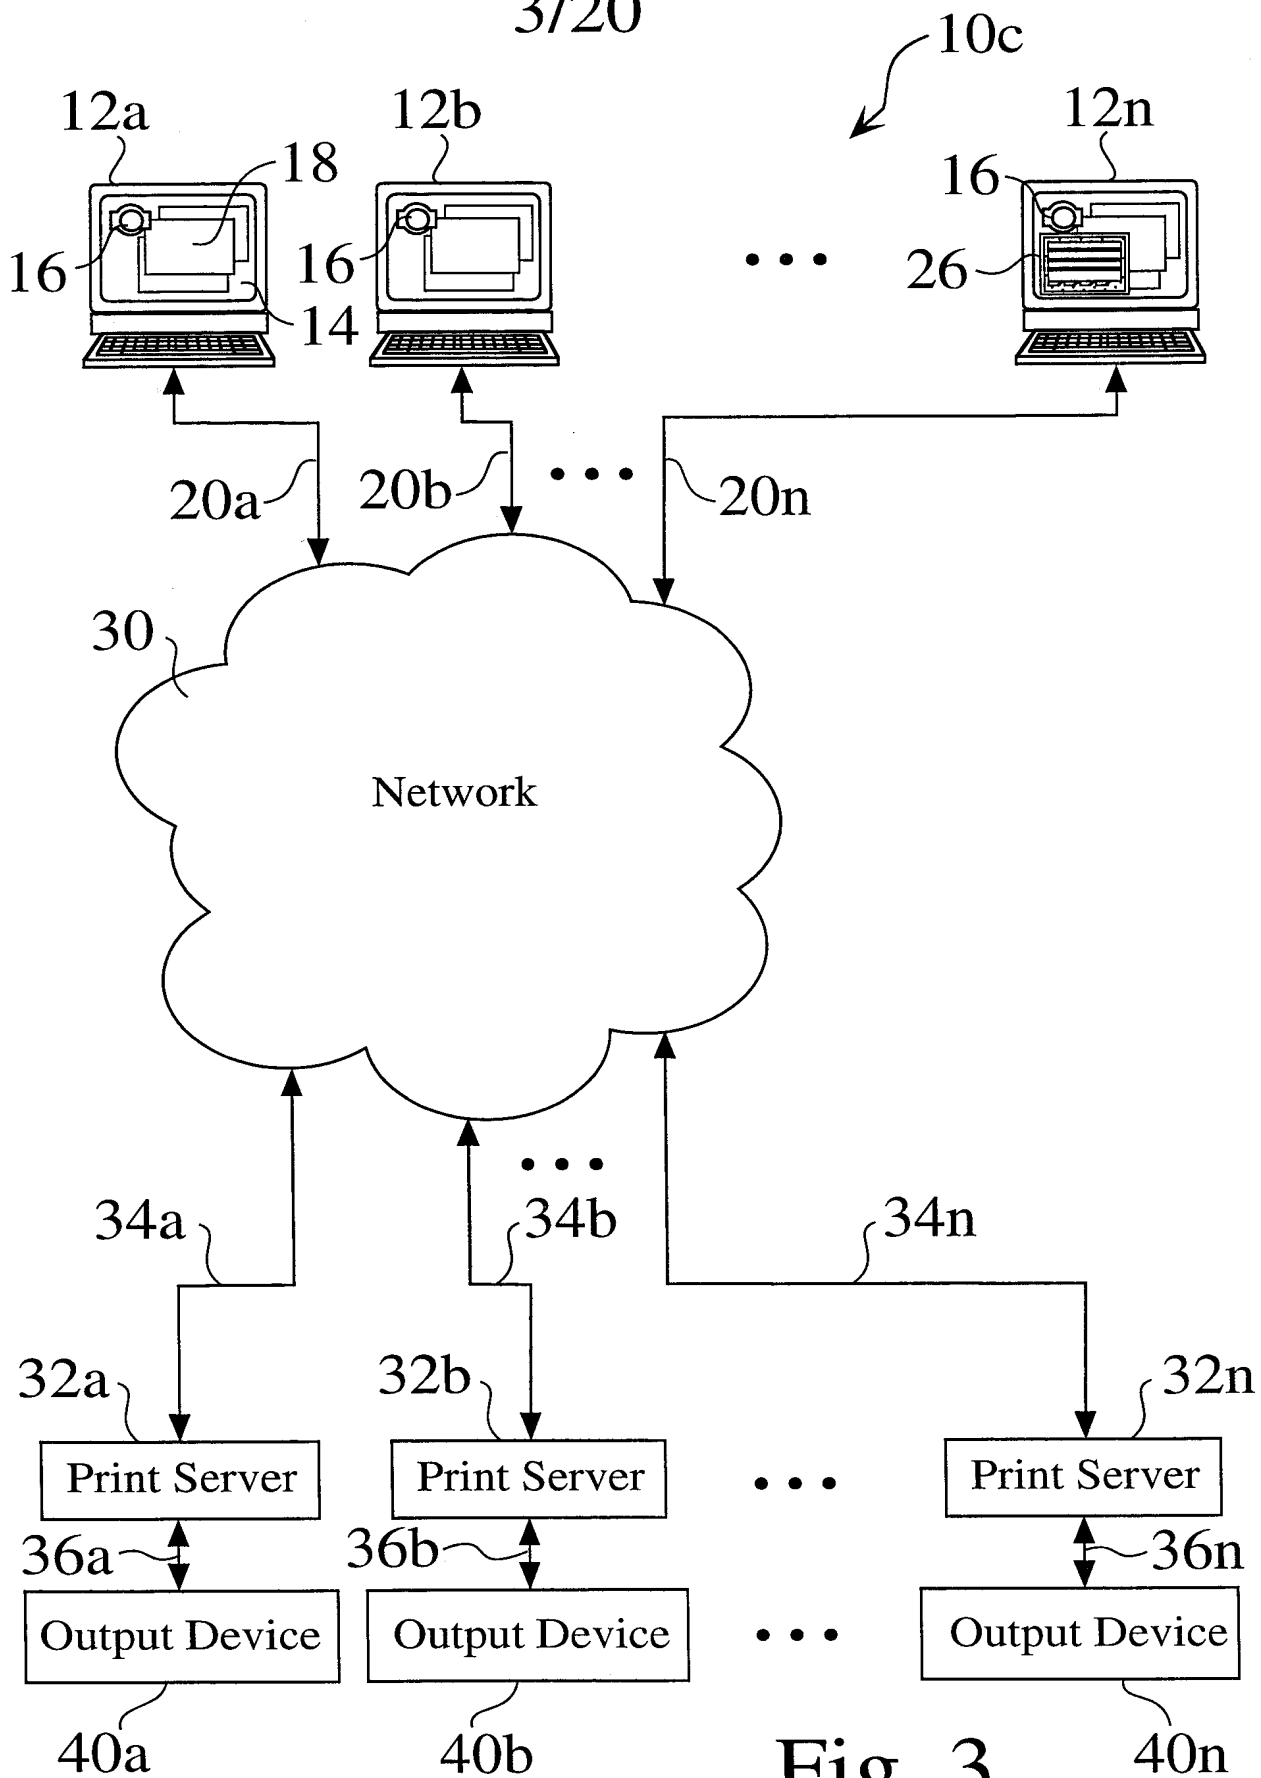 3/20
10c
12a
12b
12n
18
16
16
16
26
14
20a
20b
20n
30
Network
34a
34b
34n
32a
32b
32n
Print Server
Print Server
Print Server
36a
36b
36n
Output Device
Output Device
Output Device
40a
40b
40n
Fig. 3